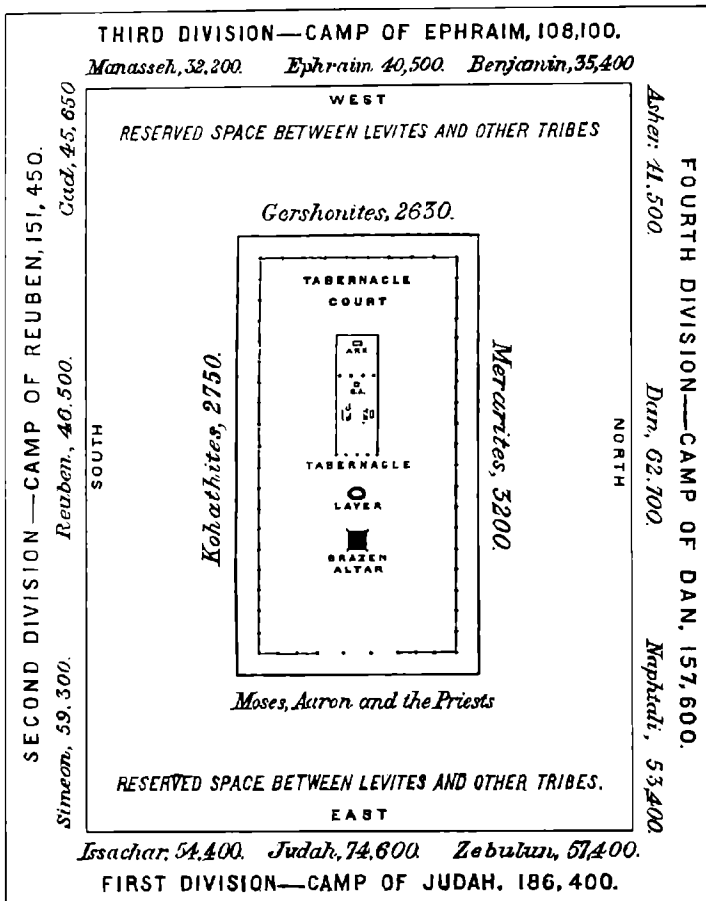 THIRD DIVISION—CAMP OF EPHRAIM, 108,100.
Manasseh, 32,200. Ephraim 40,500. Benjamin, 35,400
WEST
RESERVED SPACE BETWEEN LEVITES AND OTHER TRIBES
SECOND DIVISION—CAMP OF REUBEN, 151,450.
Gad, 45,650
Reuben, 46.500.
Simeon, 59.300.
SOUTH
Gershonites, 2630.
Kohathites, 2750.
TABERNACLE
COURT
ARK
TABERNACLE
LAVER
BRAZEN
ALTAR
Merarites, 3200.
Moses, Aaron and the Priests
NORTH
Asher: 41.500.
Dan, 62.700.
Naphtali, 53,400.
FOURTH DIVISION—CAMP OF DAN, 157,600.
RESERVED SPACE BETWEEN LEVITES AND OTHER TRIBES.
EAST
Issachar. 54,400. Judah, 74,600. Zebulun, 57,400.
FIRST DIVISION—CAMP OF JUDAH. 186,400.